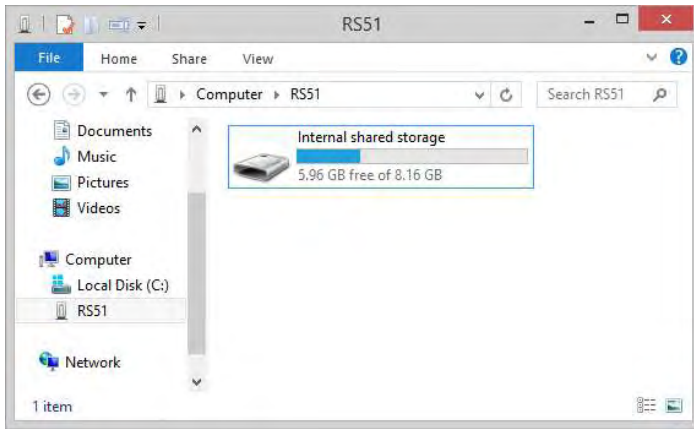 RS51
File Home Share View
Computer RS51 Search RS51
Documents
Music
Pictures
Videos
Computer
Local Disk (C:)
RS51
Network
Internal shared storage
5.96 GB free of 8.16 GB
1 item